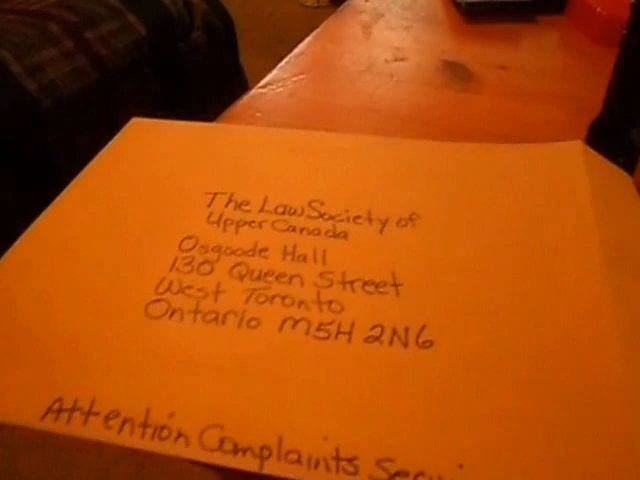 The Law Society of
Upper Canada
Osgoode Hall
130 Queen Street
West Toronto
Ontario M5H 2N6
Attention Complaints